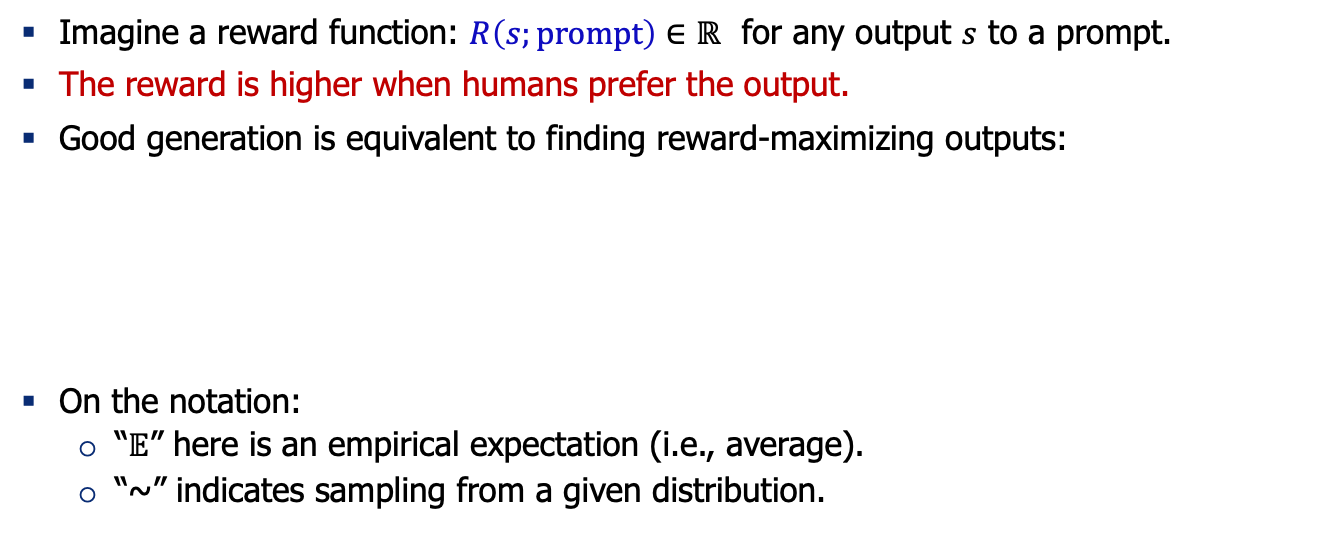 ▪ Imagine a reward function: R(s; prompt) ∈ ℝ for any output s to a prompt.
▪ The reward is higher when humans prefer the output.
▪ Good generation is equivalent to finding reward-maximizing outputs:
▪ On the notation:
○ “𝔼” here is an empirical expectation (i.e., average).
○ “~” indicates sampling from a given distribution.